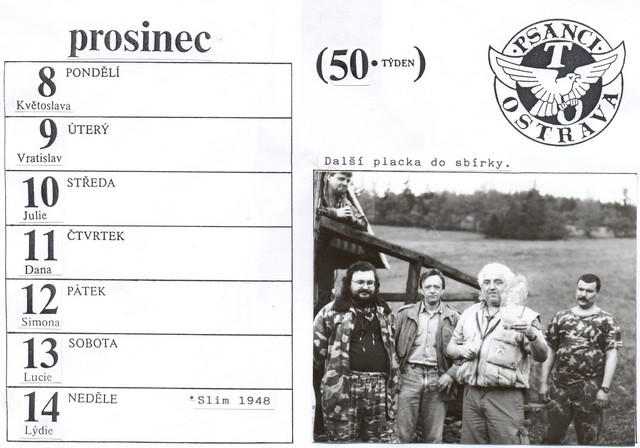 prosinec
8 PONDĚLÍ
Květoslava
9 ÚTERÝ
Vratislav
10 STŘEDA
Julie
11 ČTVRTEK
Dana
12 PÁTEK
Simona
13 SOBOTA
Lucie
14 NEDĚLE
Lýdie
*Slim 1948
(50. TÝDEN)
PSANCI
T O
OSTRAVA
Další placka do sbírky.